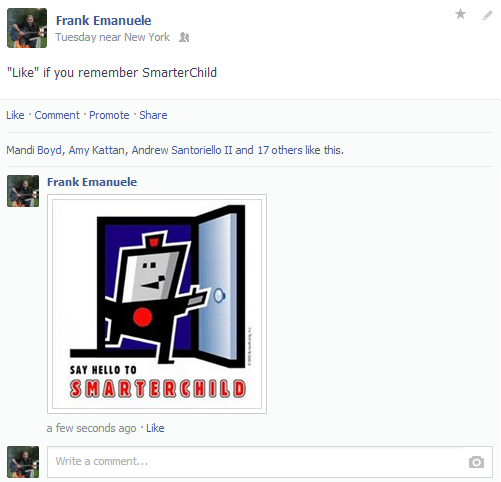 Frank Emanuele
Tuesday near New York
"Like" if you remember SmarterChild
Like · Comment · Promote · Share
Mandi Boyd, Amy Kattan, Andrew Santoriello II and 17 others like this.
Frank Emanuele
SAY HELLO TO
SMARTERCHILD
a few seconds ago · Like
Write a comment...